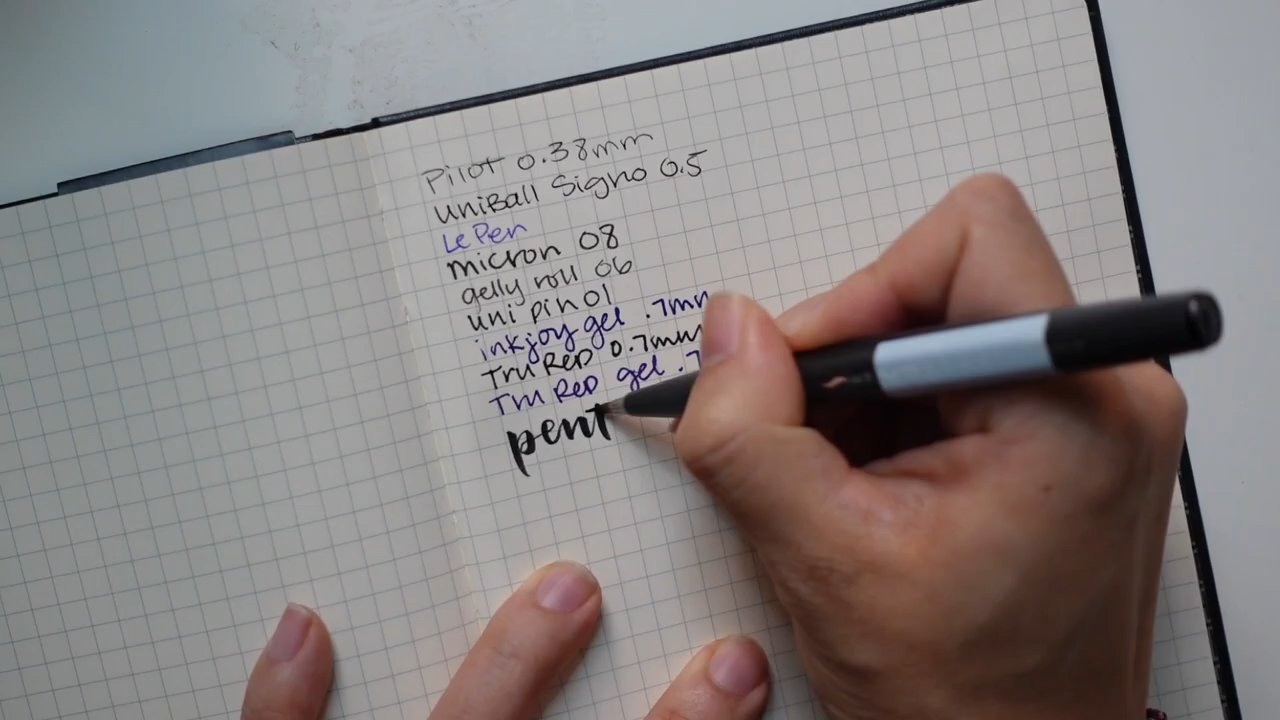 Pilot 0.38mm
uniBall Signo 0.5
Le Pen
micron 08
gelly roll 06
uni pin 01
inkjoy gel .7mm
Tru Red 0.7mm
Tru Red gel .7
pent